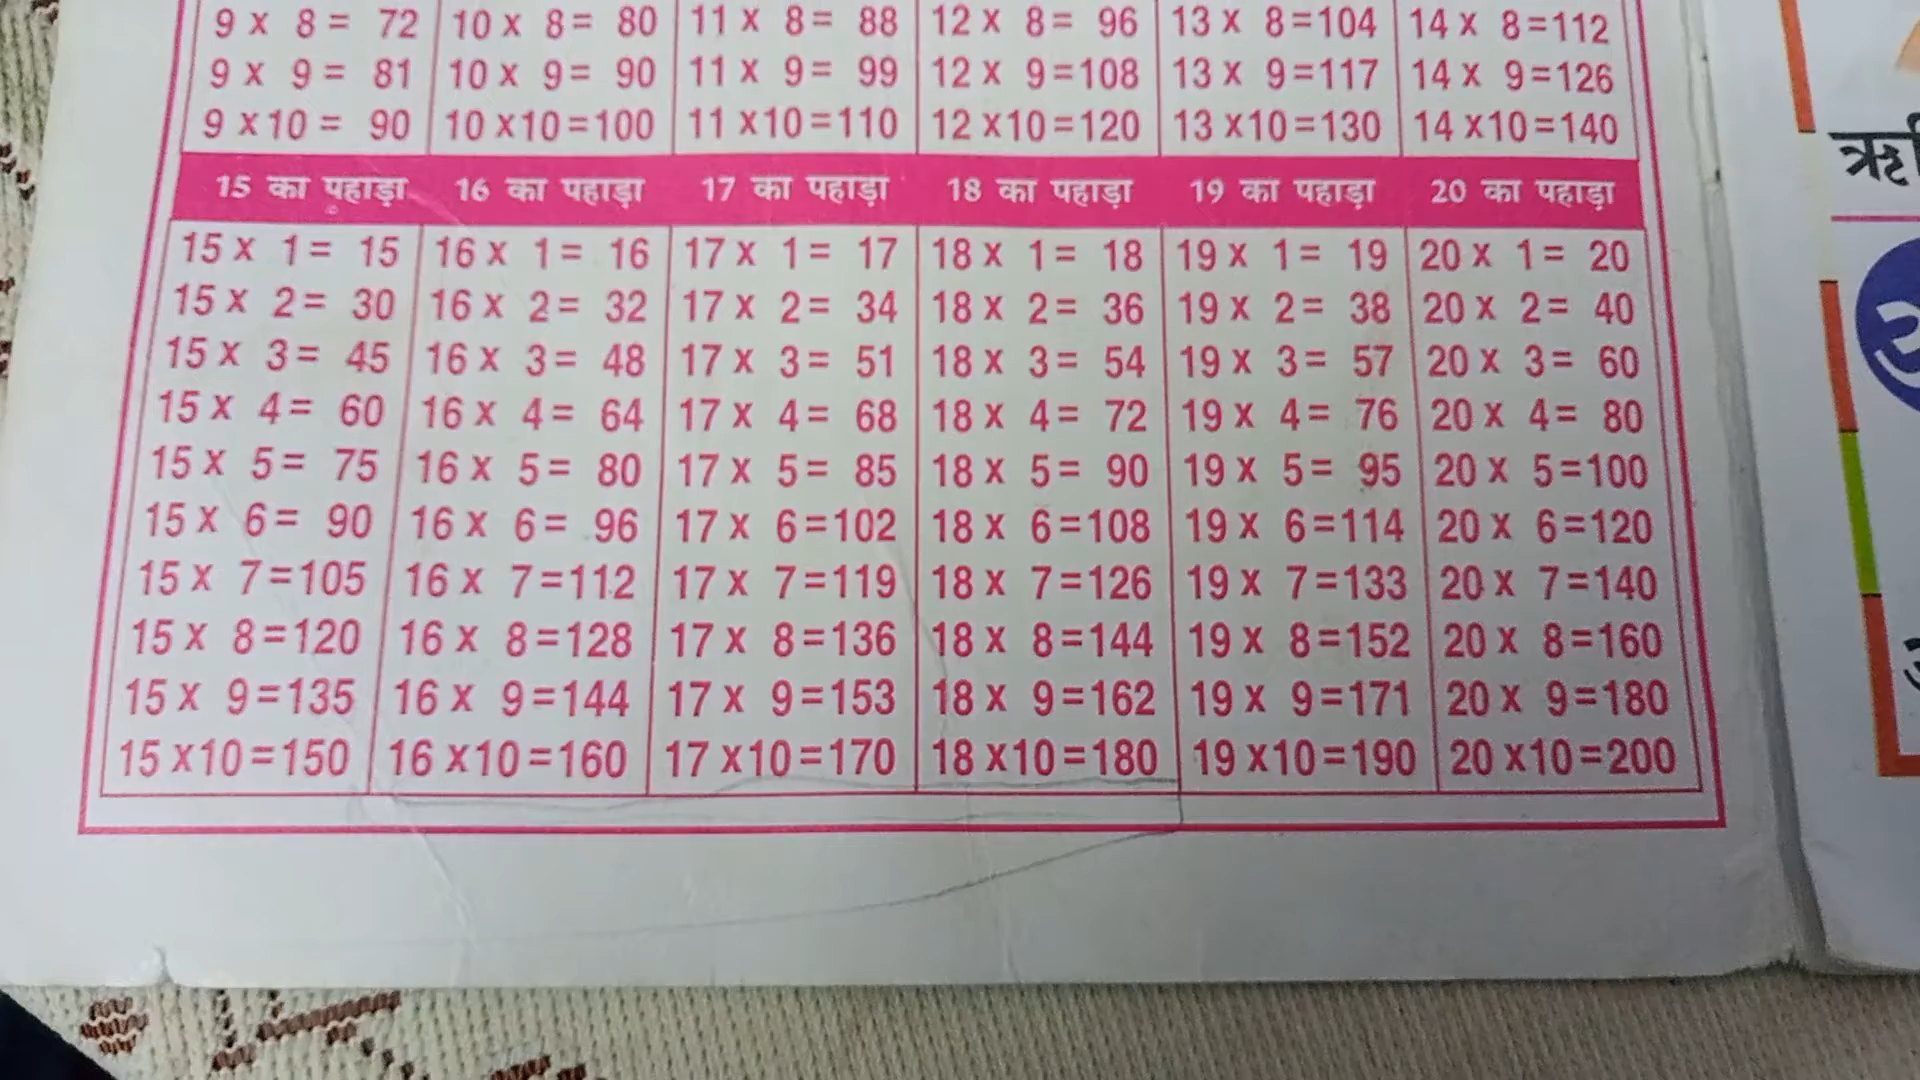 9 x 8 = 72 10 x 8 = 80 11 x 8 = 88 12 x 8 = 96 13 x 8 =104 14 x 8 =112
9 x 9 = 81 10 x 9 = 90 11 x 9 = 99 12 x 9 =108 13 x 9 =117 14 x 9 =126
9 x10 = 90 10 x10 =100 11 x10 =110 12 x10 =120 13 x10 =130 14 x10 =140
15 का पहाड़ा 16 का पहाड़ा 17 का पहाड़ा 18 का पहाड़ा 19 का पहाड़ा 20 का पहाड़ा
15 x 1 = 15 16 x 1 = 16 17 x 1 = 17 18 x 1 = 18 19 x 1 = 19 20 x 1 = 20
15 x 2 = 30 16 x 2 = 32 17 x 2 = 34 18 x 2 = 36 19 x 2 = 38 20 x 2 = 40
15 x 3 = 45 16 x 3 = 48 17 x 3 = 51 18 x 3 = 54 19 x 3 = 57 20 x 3 = 60
15 x 4 = 60 16 x 4 = 64 17 x 4 = 68 18 x 4 = 72 19 x 4 = 76 20 x 4 = 80
15 x 5 = 75 16 x 5 = 80 17 x 5 = 85 18 x 5 = 90 19 x 5 = 95 20 x 5 =100
15 x 6 = 90 16 x 6 = 96 17 x 6 =102 18 x 6 =108 19 x 6 =114 20 x 6 =120
15 x 7 =105 16 x 7 =112 17 x 7 =119 18 x 7 =126 19 x 7 =133 20 x 7 =140
15 x 8 =120 16 x 8 =128 17 x 8 =136 18 x 8 =144 19 x 8 =152 20 x 8 =160
15 x 9 =135 16 x 9 =144 17 x 9 =153 18 x 9 =162 19 x 9 =171 20 x 9 =180
15 x10 =150 16 x10 =160 17 x10 =170 18 x10 =180 19 x10 =190 20 x10 =200